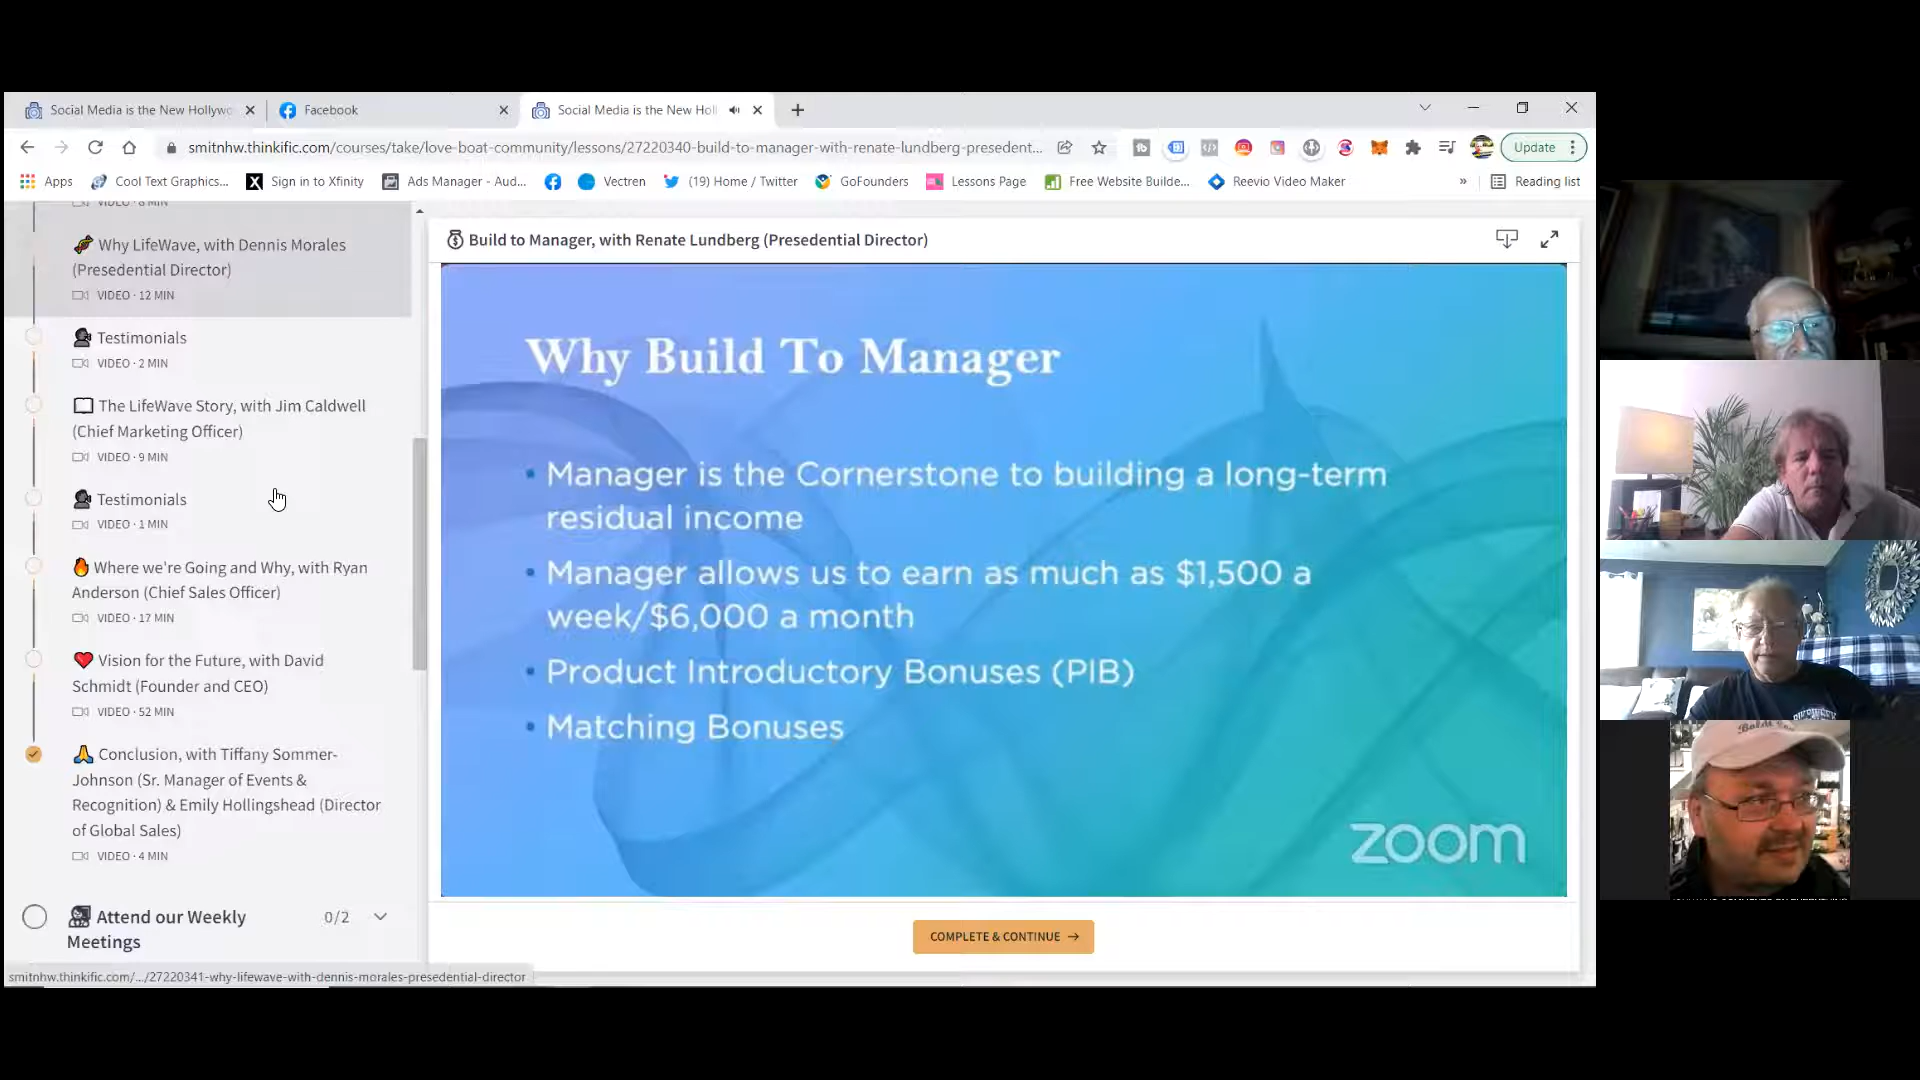 Social Media is the New Hollywo
Facebook
Social Media is the New Holl
smitnhw.thinkific.com/courses/take/love-boat-community/lessons/27220340-build-to-manager-with-renate-lundberg-presedent...
Update
Apps
Cool Text Graphics...
Sign in to Xfinity
Ads Manager - Aud...
Vectren
(19) Home / Twitter
GoFounders
Lessons Page
Free Website Builde...
Reevio Video Maker
»
Reading list
VIDEO · 8 MIN
Why LifeWave, with Dennis Morales
(Presedential Director)
VIDEO · 12 MIN
Testimonials
VIDEO · 2 MIN
The LifeWave Story, with Jim Caldwell
(Chief Marketing Officer)
VIDEO · 9 MIN
Testimonials
VIDEO · 1 MIN
Where we're Going and Why, with Ryan
Anderson (Chief Sales Officer)
VIDEO · 17 MIN
Vision for the Future, with David
Schmidt (Founder and CEO)
VIDEO · 52 MIN
Conclusion, with Tiffany Sommer-
Johnson (Sr. Manager of Events &
Recognition) & Emily Hollingshead (Director
of Global Sales)
VIDEO · 4 MIN
Attend our Weekly
Meetings
0/2
smitnhw.thinkific.com/.../27220341-why-lifewave-with-dennis-morales-presedential-director
Build to Manager, with Renate Lundberg (Presedential Director)
Why Build To Manager
• Manager is the Cornerstone to building a long-term
residual income
• Manager allows us to earn as much as $1,500 a
week/$6,000 a month
• Product Introductory Bonuses (PIB)
• Matching Bonuses
zoom
COMPLETE & CONTINUE →